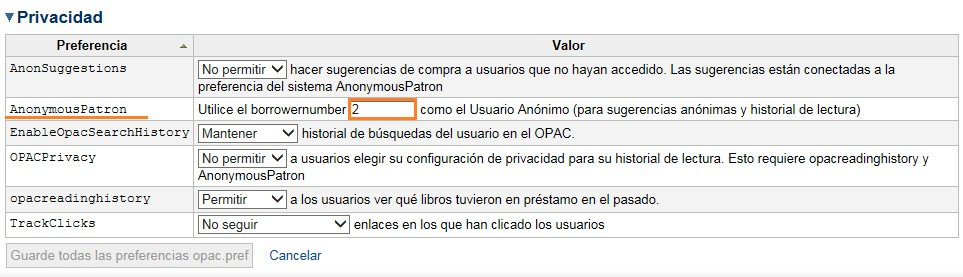 Privacidad
Preferencia Valor
AnonSuggestions No permitir hacer sugerencias de compra a usuarios que no hayan accedido. Las sugerencias están conectadas a la
preferencia del sistema AnonymousPatron
AnonymousPatron Utilice el borrowernumber 2 como el Usuario Anónimo (para sugerencias anónimas y historial de lectura)
EnableOpacSearchHistory Mantener historial de búsquedas del usuario en el OPAC.
OPACPrivacy No permitir a usuarios elegir su configuración de privacidad para su historial de lectura. Esto requiere opacreadinghistory y
AnonymousPatron
opacreadinghistory Permitir a los usuarios ver qué libros tuvieron en préstamo en el pasado.
TrackClicks No seguir enlaces en los que han clicado los usuarios
Guarde todas las preferencias opac.pref Cancelar